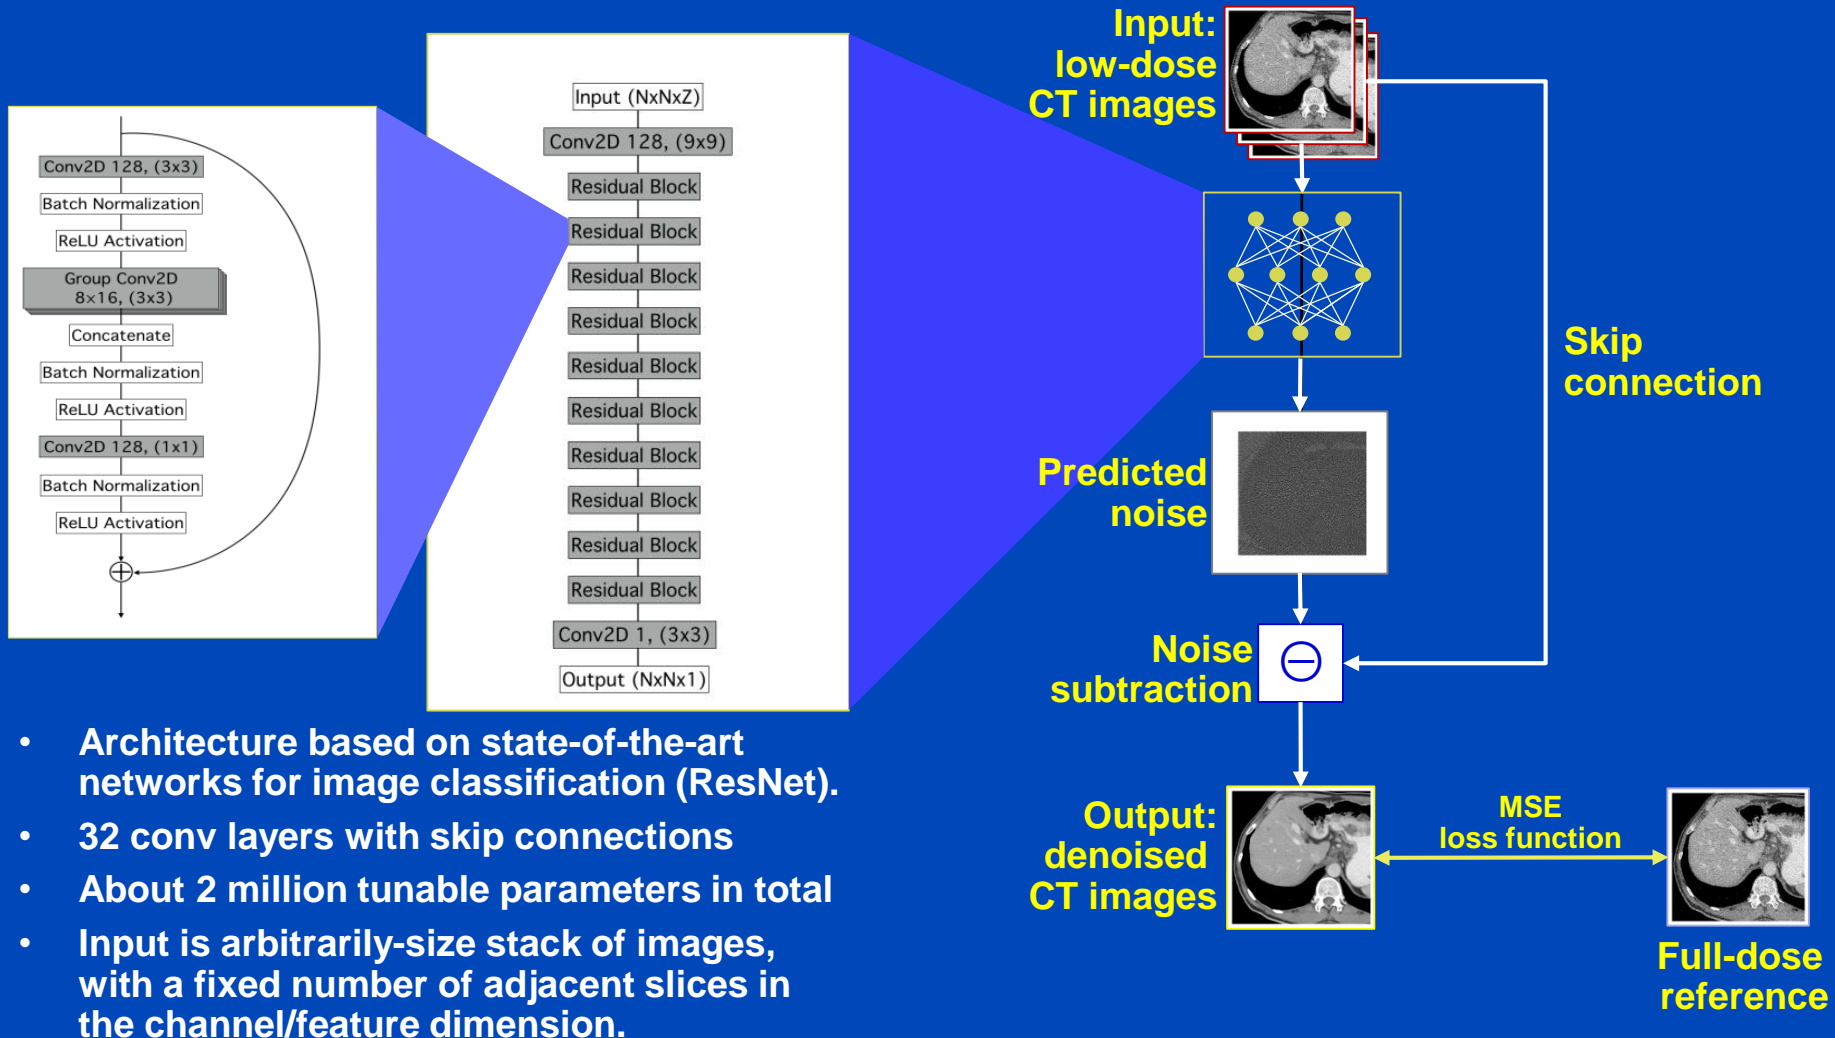 Conv2D 128, (3x3)
Batch Normalization
ReLU Activation
Group Conv2D
8×16, (3x3)
Concatenate
Batch Normalization
ReLU Activation
Conv2D 128, (1x1)
Batch Normalization
ReLU Activation
Input (NxNxZ)
Conv2D 128, (9x9)
Residual Block
Residual Block
Residual Block
Residual Block
Residual Block
Residual Block
Residual Block
Residual Block
Residual Block
Residual Block
Conv2D 1, (3x3)
Output (NxNx1)
Input:
low-dose
CT images
Skip
connection
Predicted
noise
Noise
subtraction
Output:
denoised
CT images
MSE
loss function
Full-dose
reference
• Architecture based on state-of-the-art
networks for image classification (ResNet).
• 32 conv layers with skip connections
• About 2 million tunable parameters in total
• Input is arbitrarily-size stack of images,
with a fixed number of adjacent slices in
the channel/feature dimension.